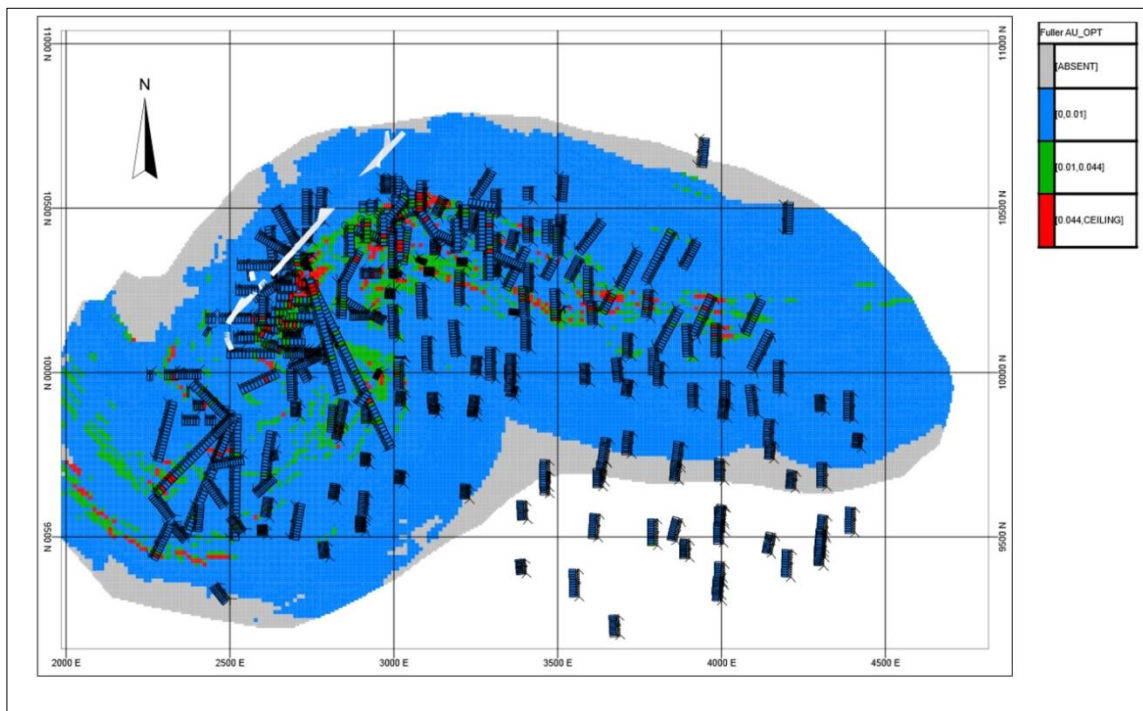 N
11000 N
10500 N
10000 N
9500 N
11000 N
10500 N
10000 N
9500 N
2000 E
2500 E
3000 E
3500 E
4000 E
4500 E
Fuller AU_OPT
[ABSENT]
[0,0.01]
[0.01,0.044]
[0.044,CEILING]